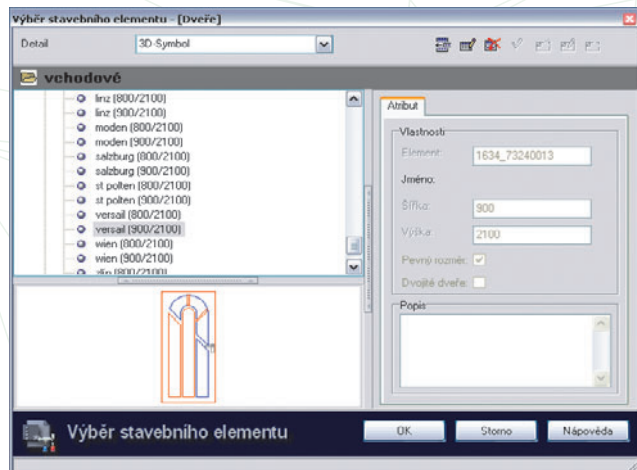 Výběr stavebního elementu - [Dveře]
Detail 3D-Symbol
vchodové
linz (800/2100)
linz (900/2100)
moden (800/2100)
moden (900/2100)
salzburg (800/2100)
salzburg (900/2100)
st polten (800/2100)
st polten (900/2100)
versail (800/2100)
versail (900/2100)
wien (800/2100)
wien (900/2100)
zlín (800/2100)
Atribut
Vlastnosti
Element: 1634_73240013
Jméno:
Šířka: 900
Výška: 2100
Pevný rozměr:
Dvojité dveře:
Popis
Výběr stavebního elementu
OK Storno Nápověda